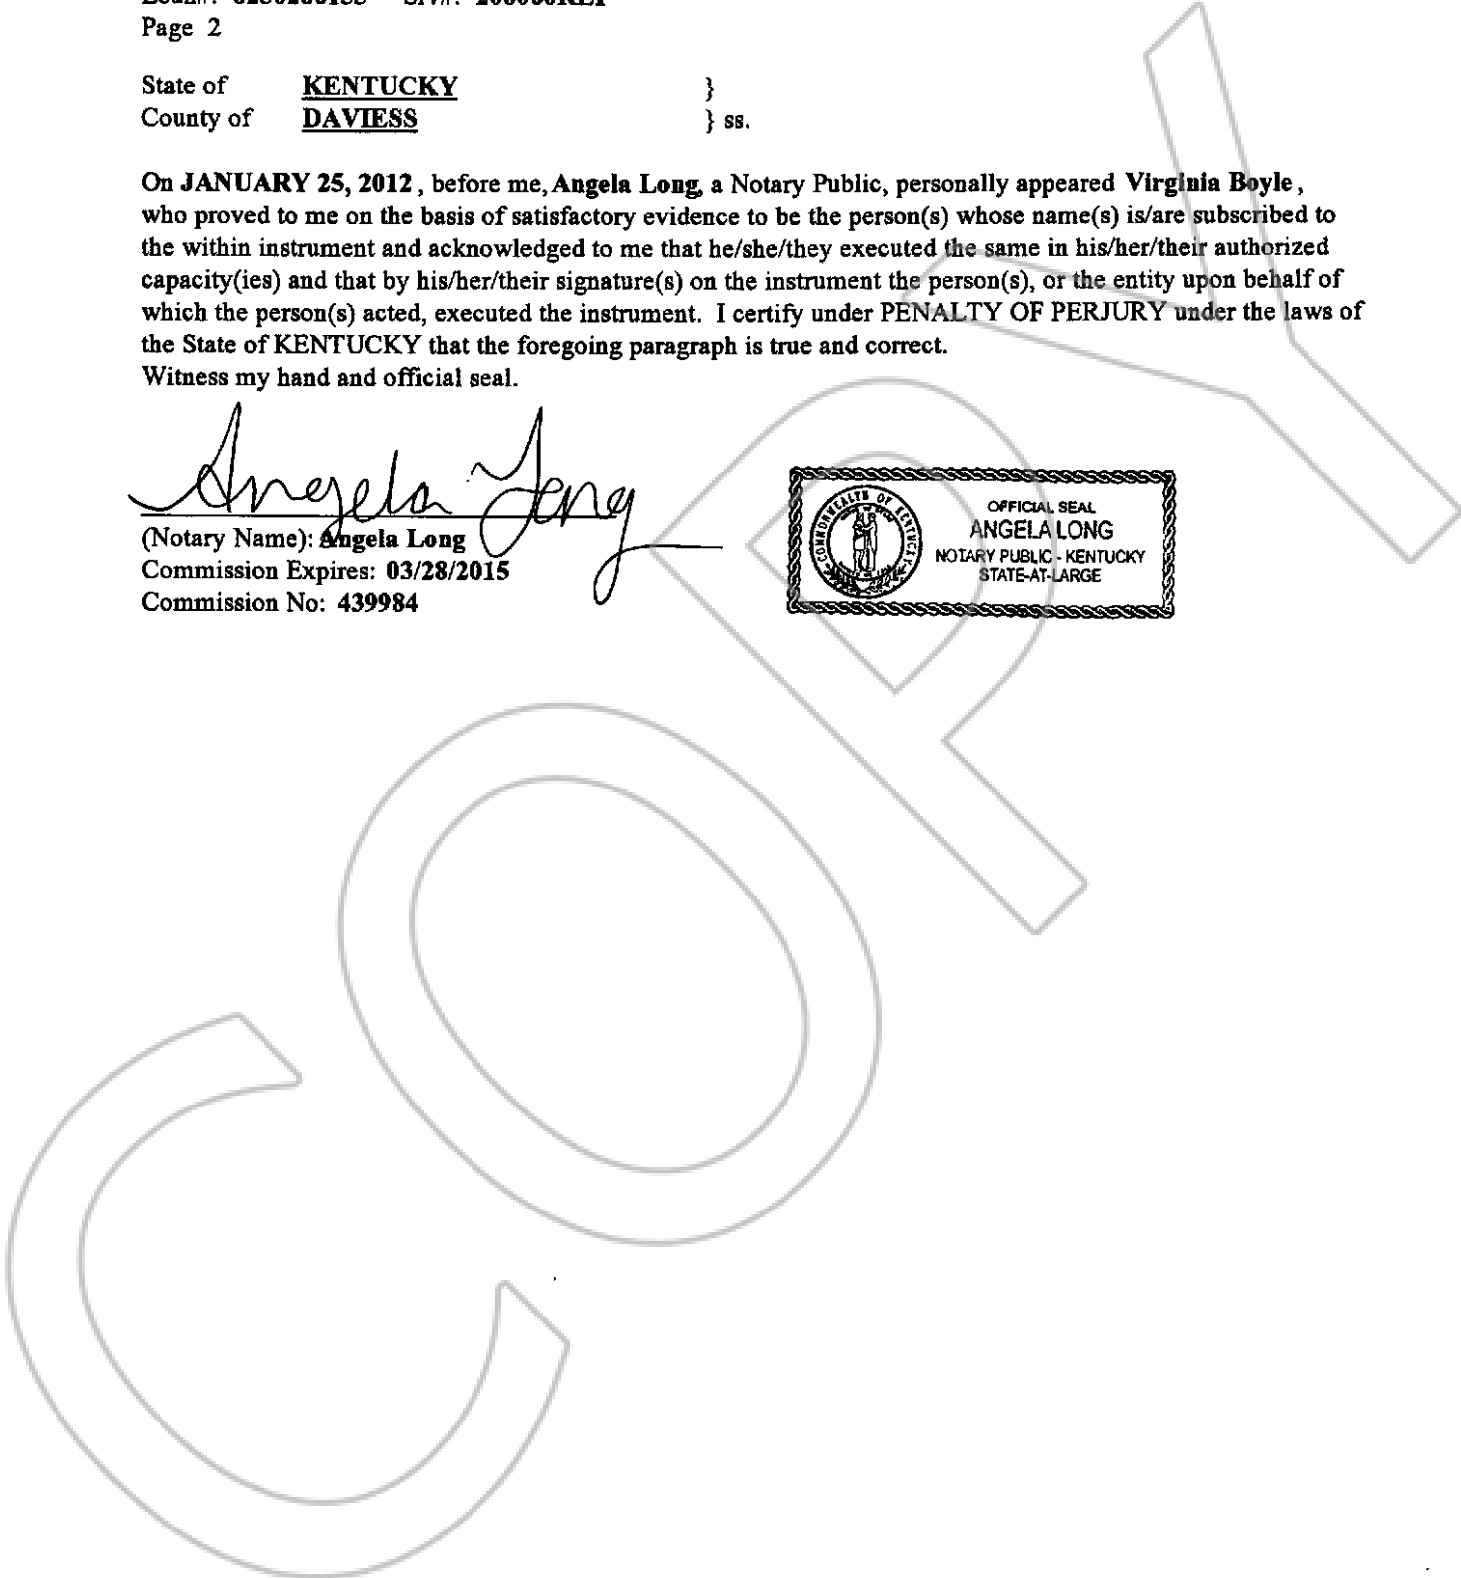 Page 2
State of KENTUCKY }
County of DAVIESS } ss.
On JANUARY 25, 2012 , before me, Angela Long, a Notary Public, personally appeared Virginia Boyle ,
who proved to me on the basis of satisfactory evidence to be the person(s) whose name(s) is/are subscribed to
the within instrument and acknowledged to me that he/she/they executed the same in his/her/their authorized
capacity(ies) and that by his/her/their signature(s) on the instrument the person(s), or the entity upon behalf of
which the person(s) acted, executed the instrument. I certify under PENALTY OF PERJURY under the laws of
the State of KENTUCKY that the foregoing paragraph is true and correct.
Witness my hand and official seal.
Angela Long
(Notary Name): Angela Long
Commission Expires: 03/28/2015
Commission No: 439984
COMMONWEALTH OF KENTUCKY
OFFICIAL SEAL
ANGELA LONG
NOTARY PUBLIC - KENTUCKY
STATE-AT-LARGE
COPY